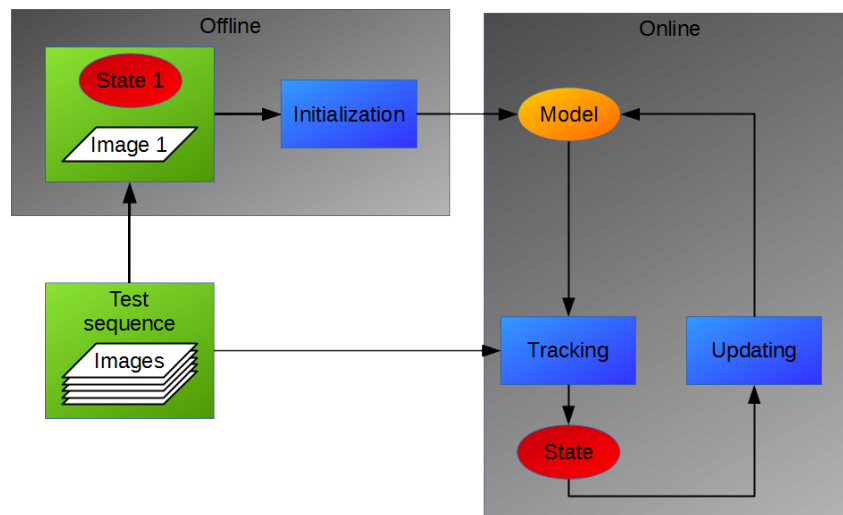 Offline
State 1
Image 1
Initialization
Test
sequence
Images
Online
Model
Tracking
Updating
State